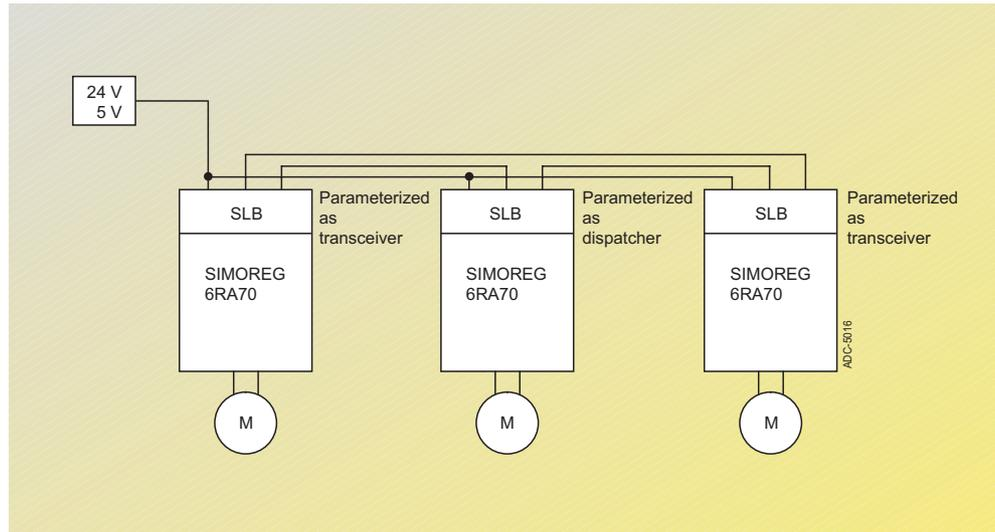 24 V
5 V
SLB
Parameterized
as
transceiver
SIMOREG
6RA70
M
SLB
Parameterized
as
dispatcher
SIMOREG
6RA70
M
SLB
Parameterized
as
transceiver
SIMOREG
6RA70
ADC-5016
M